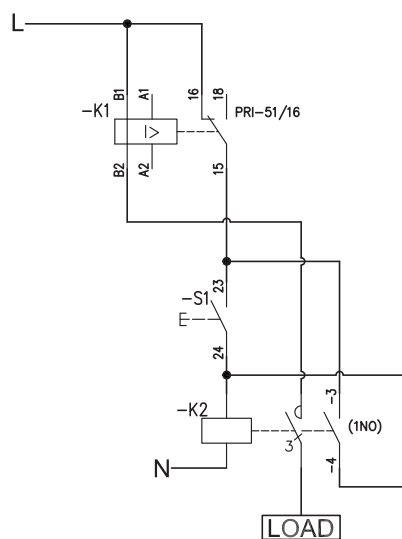 L
-K1
B1
A1
16
18
PRI-51/16
I>
B2
A2
15
23
-S1
E
24
-K2
3
-3
(1NO)
-4
N
LOAD